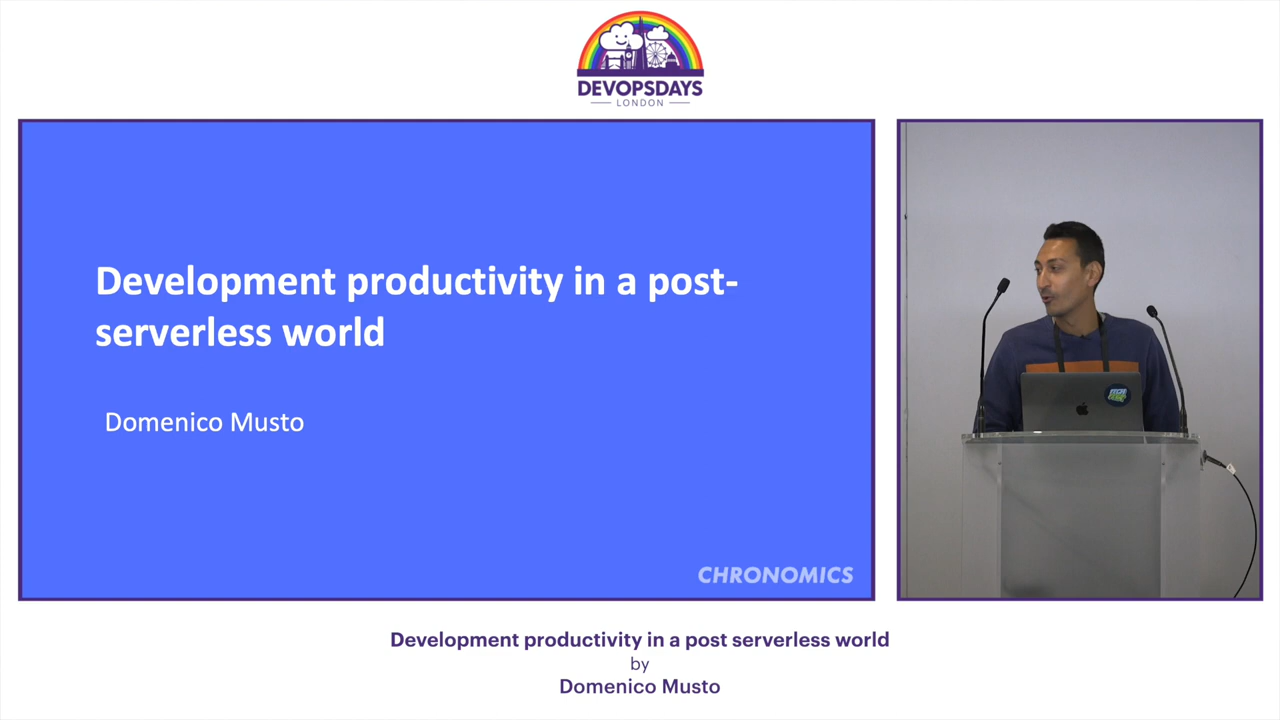 DEVOPSDAYS
LONDON
Development productivity in a post-
serverless world
Domenico Musto
CHRONOMICS
Development productivity in a post serverless world
by
Domenico Musto